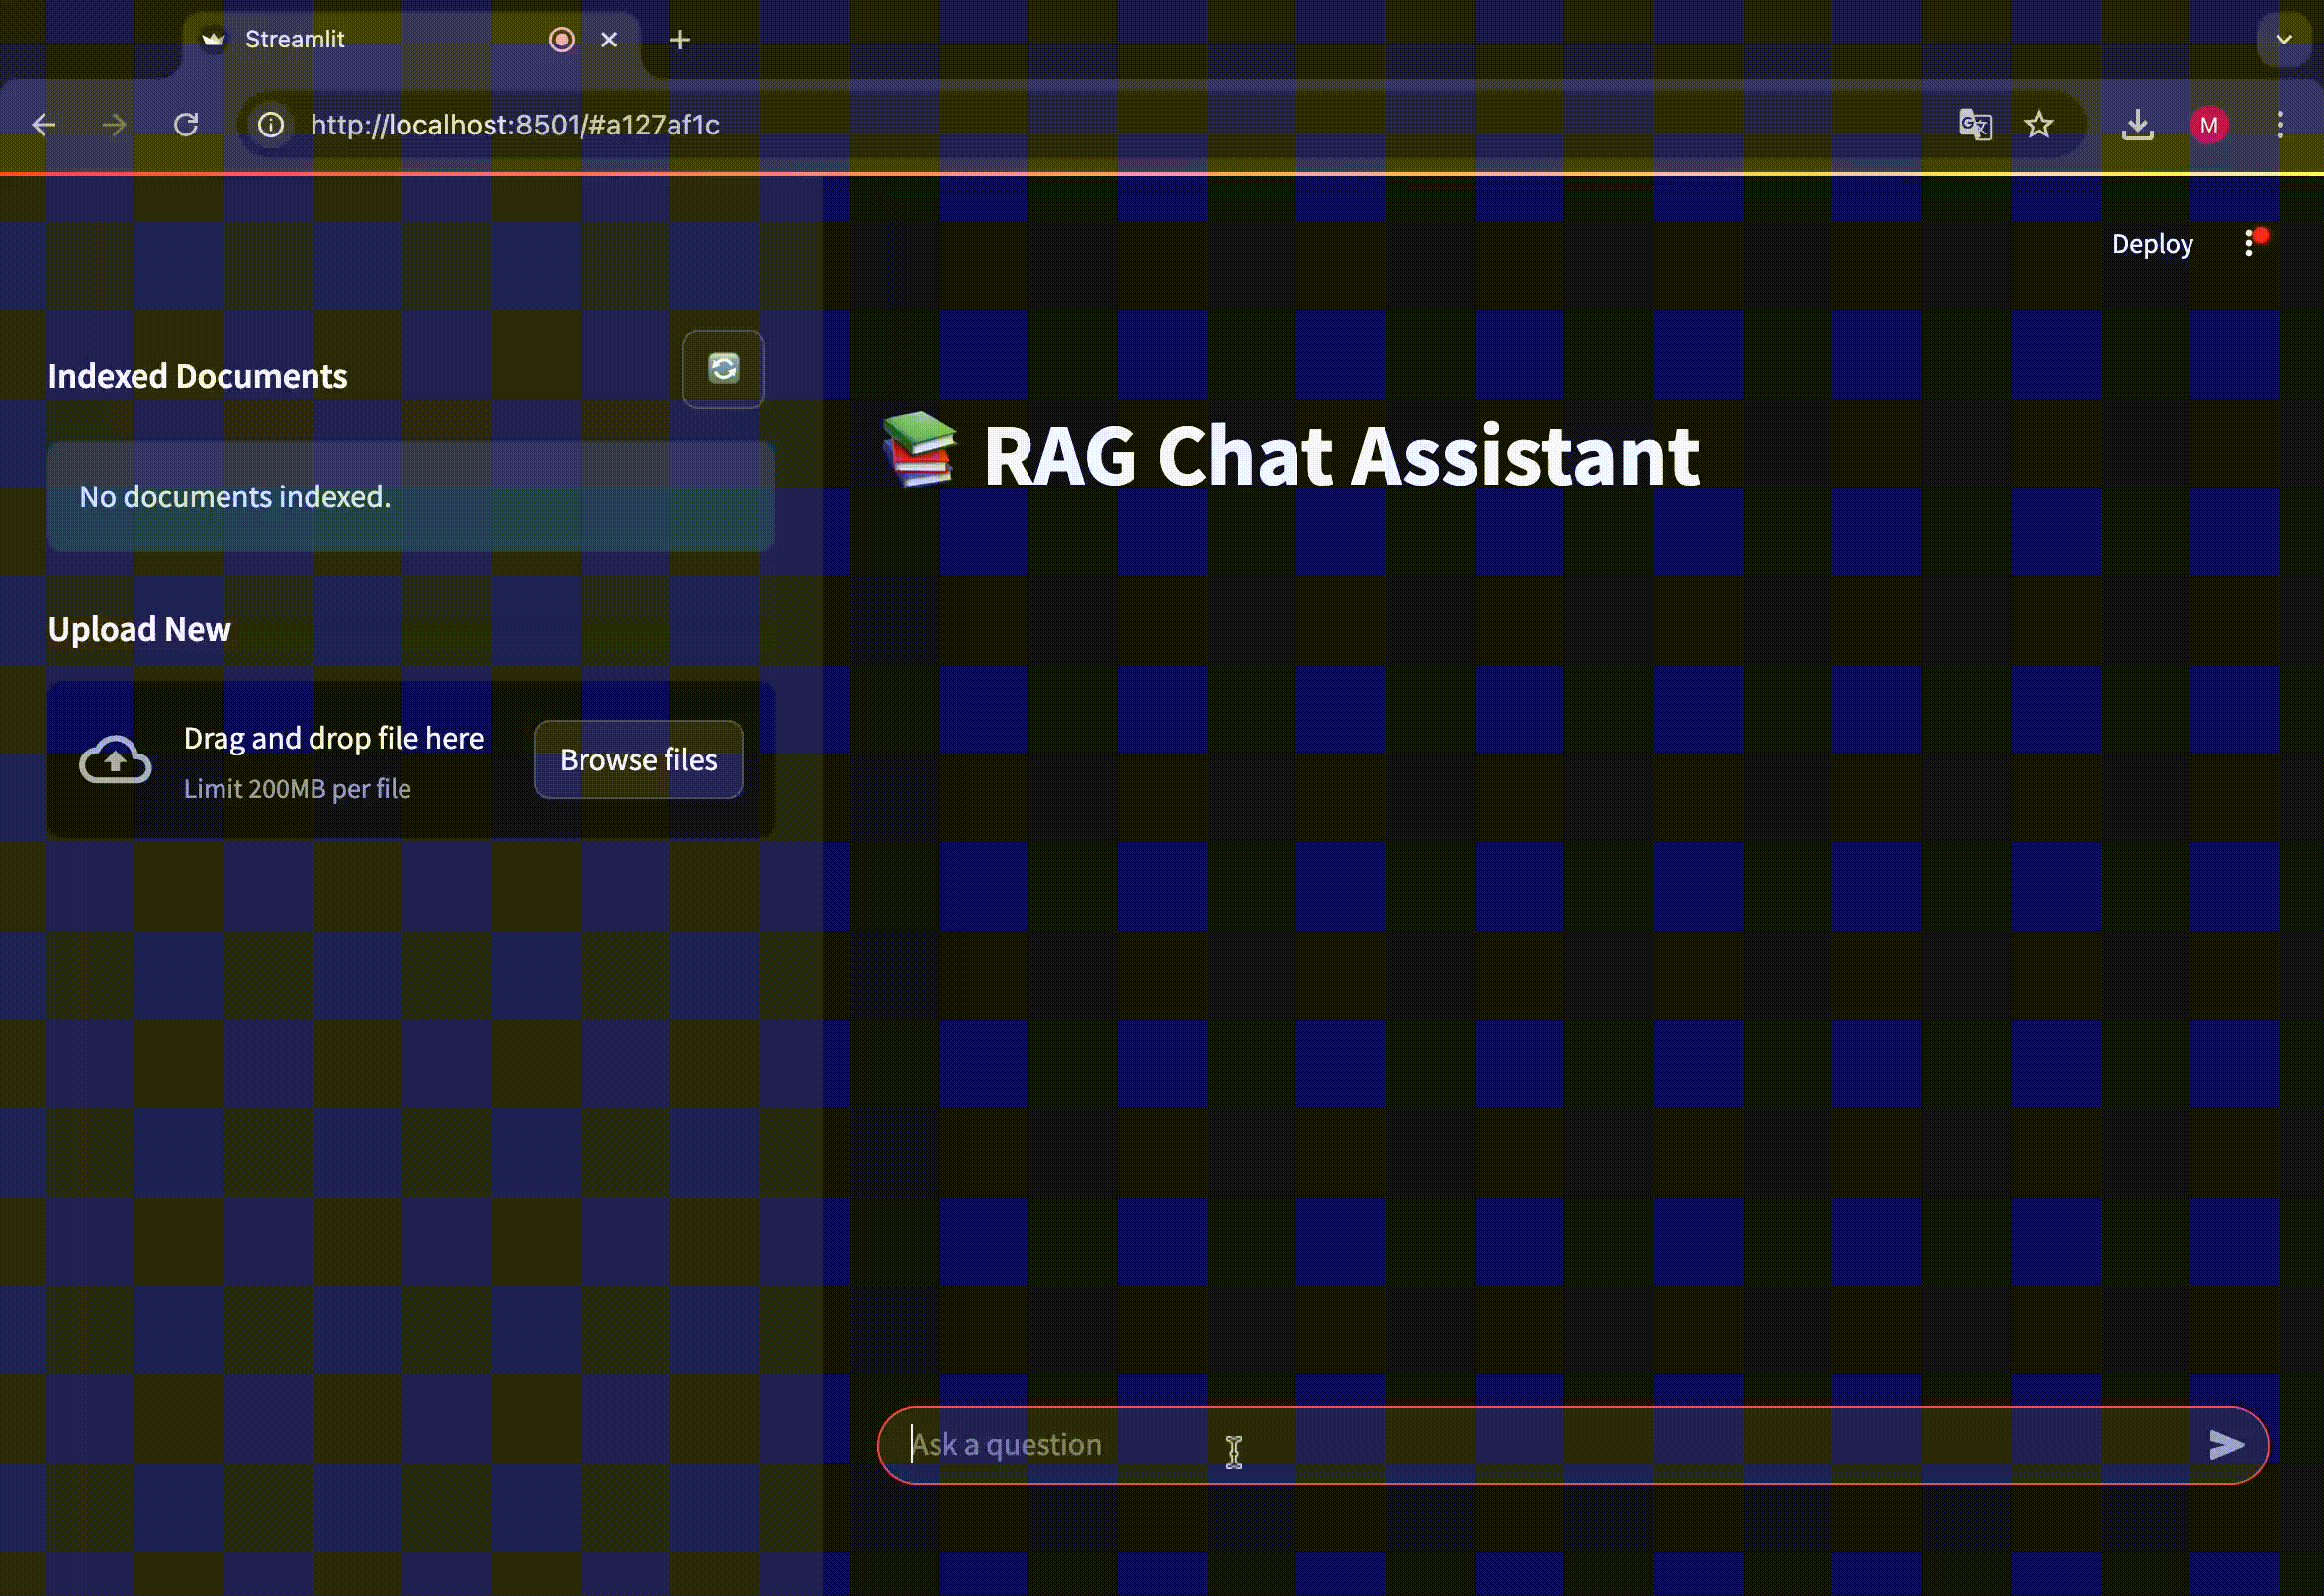 Streamlit
http://localhost:8501/#a127af1c
M
Deploy
Indexed Documents
No documents indexed.
Upload New
Drag and drop file here
Limit 200MB per file
Browse files
📚 RAG Chat Assistant
Ask a question